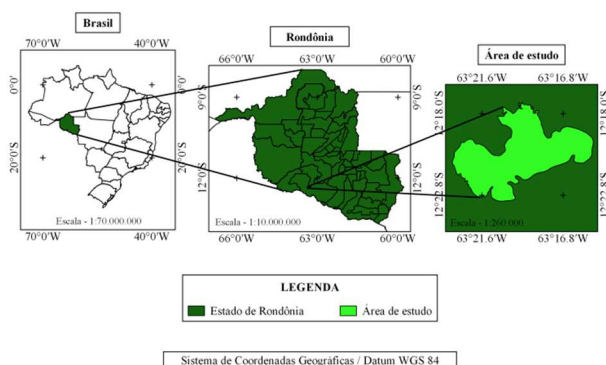 Brasil
Rondônia
Área de estudo
70°0'W 40°0'W
66°0'W 63°0'W 60°0'W
63°21.6'W 63°16.8'W
0°0' 0°0'
9°0'S 9°0'S
12°18.0'S 12°18.0'S
20°0'S 20°0'S
12°0'S 12°0'S
12°22.8'S 12°22.8'S
Escala - 1:70.000.000
Escala - 1:10.000.000
Escala - 1:260.000
70°0'W 40°0'W
66°0'W 63°0'W 60°0'W
63°21.6'W 63°16.8'W
LEGENDA
Estado de Rondônia Área de estudo
Sistema de Coordenadas Geográficas / Datum WGS 84